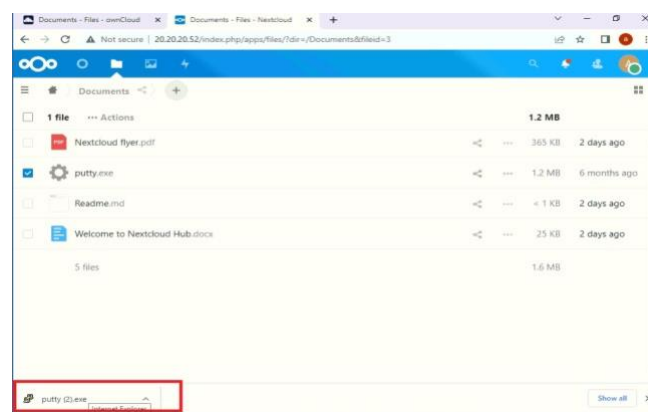 Documents - Files - ownCloud
Documents - Files - Nextcloud
Not secure | 20.20.20.52/index.php/apps/files/?dir=/Documents&fileid=3
Documents
1 file ••• Actions 1.2 MB
Nextcloud flyer.pdf 365 KB 2 days ago
putty.exe 1.2 MB 6 months ago
Readme.md < 1 KB 2 days ago
Welcome to Nextcloud Hub.docx 25 KB 2 days ago
5 files 1.6 MB
putty (2).exe
Internet Explorer
Show all